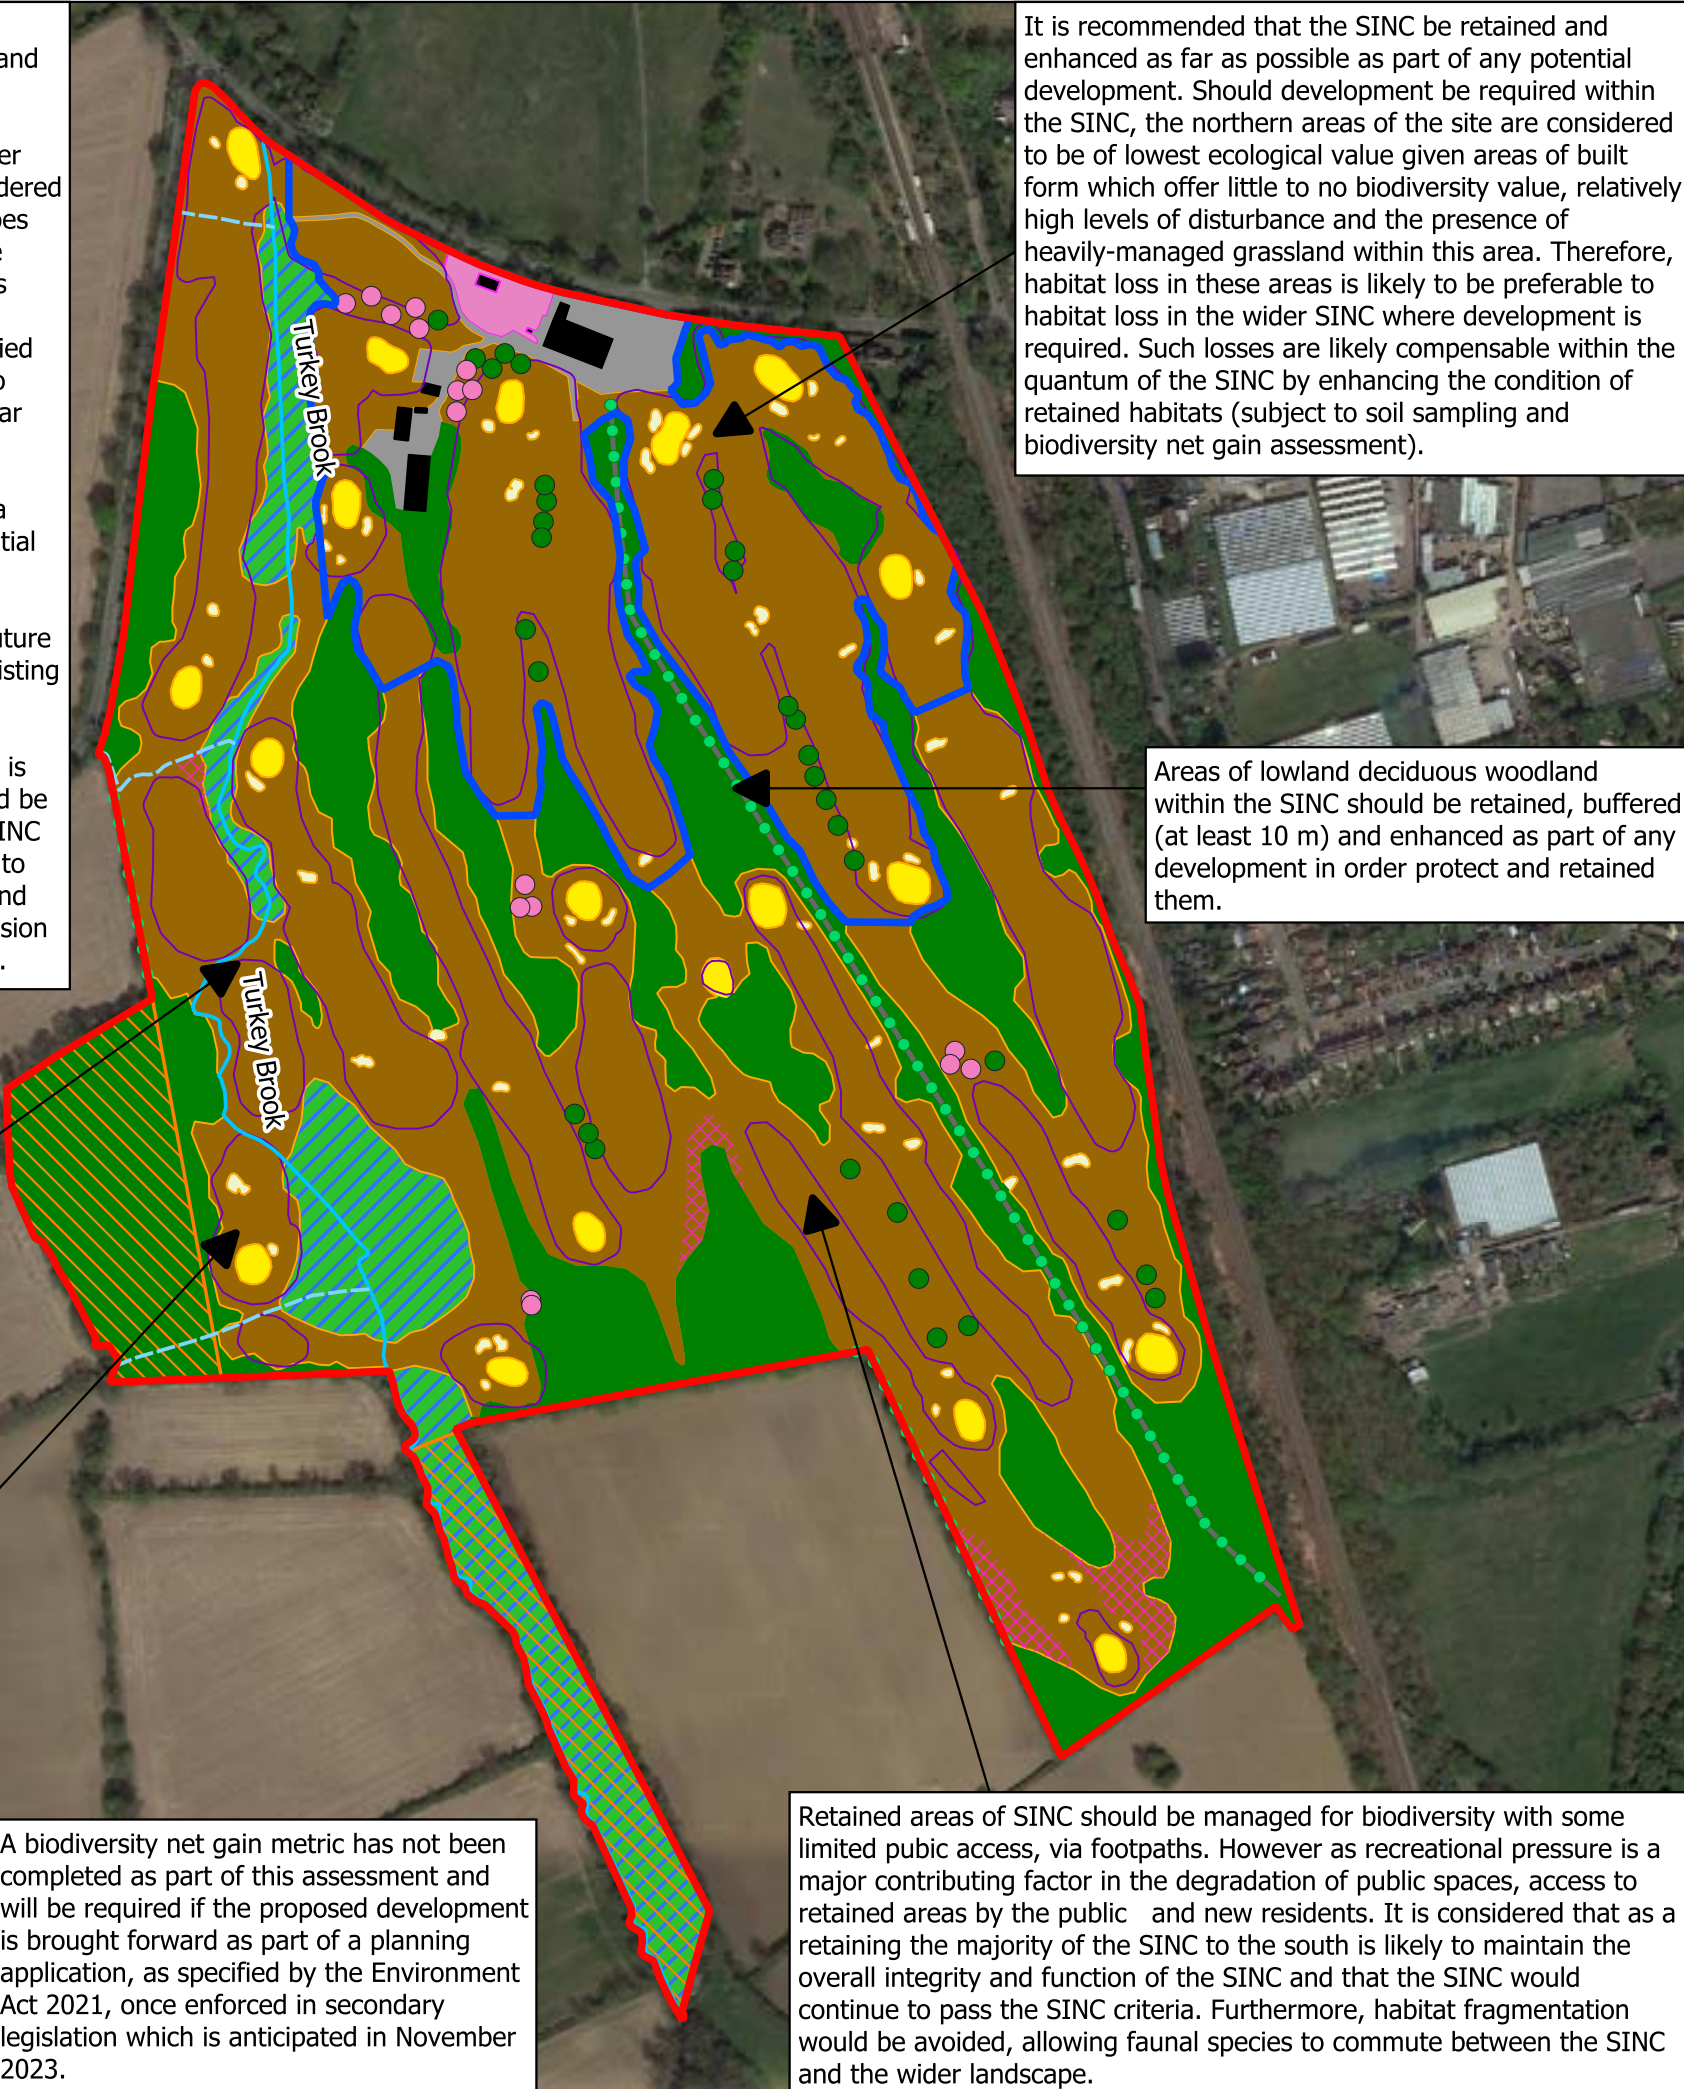 and
er
dered
oes
e
s
ied
o
ar
a
tial
uture
isting
is
d be
INC
to
nd
sion
.
It is recommended that the SINC be retained and
enhanced as far as possible as part of any potential
development. Should development be required within
the SINC, the northern areas of the site are considered
to be of lowest ecological value given areas of built
form which offer little to no biodiversity value, relatively
high levels of disturbance and the presence of
heavily-managed grassland within this area. Therefore,
habitat loss in these areas is likely to be preferable to
habitat loss in the wider SINC where development is
required. Such losses are likely compensable within the
quantum of the SINC by enhancing the condition of
retained habitats (subject to soil sampling and
biodiversity net gain assessment).
Turkey Brook
Areas of lowland deciduous woodland
within the SINC should be retained, buffered
(at least 10 m) and enhanced as part of any
development in order protect and retained
them.
Turkey Brook
A biodiversity net gain metric has not been
completed as part of this assessment and
will be required if the proposed development
is brought forward as part of a planning
application, as specified by the Environment
Act 2021, once enforced in secondary
legislation which is anticipated in November
2023.
Retained areas of SINC should be managed for biodiversity with some
limited pubic access, via footpaths. However as recreational pressure is a
major contributing factor in the degradation of public spaces, access to
retained areas by the public and new residents. It is considered that as a
retaining the majority of the SINC to the south is likely to maintain the
overall integrity and function of the SINC and that the SINC would
continue to pass the SINC criteria. Furthermore, habitat fragmentation
would be avoided, allowing faunal species to commute between the SINC
and the wider landscape.